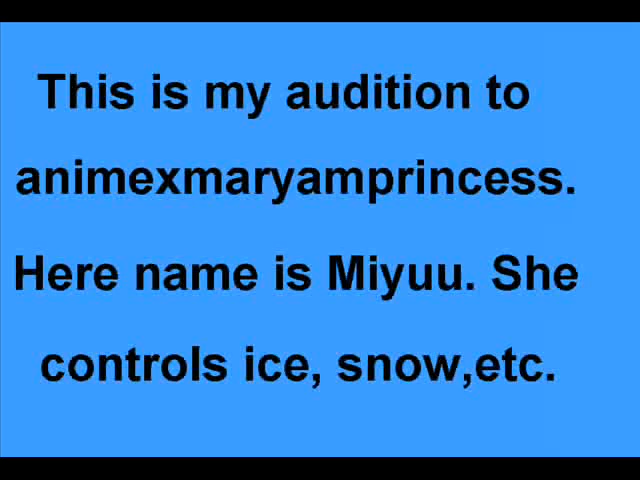 This is my audition to
animexmaryamprincess.
Here name is Miyuu. She
controls ice, snow,etc.